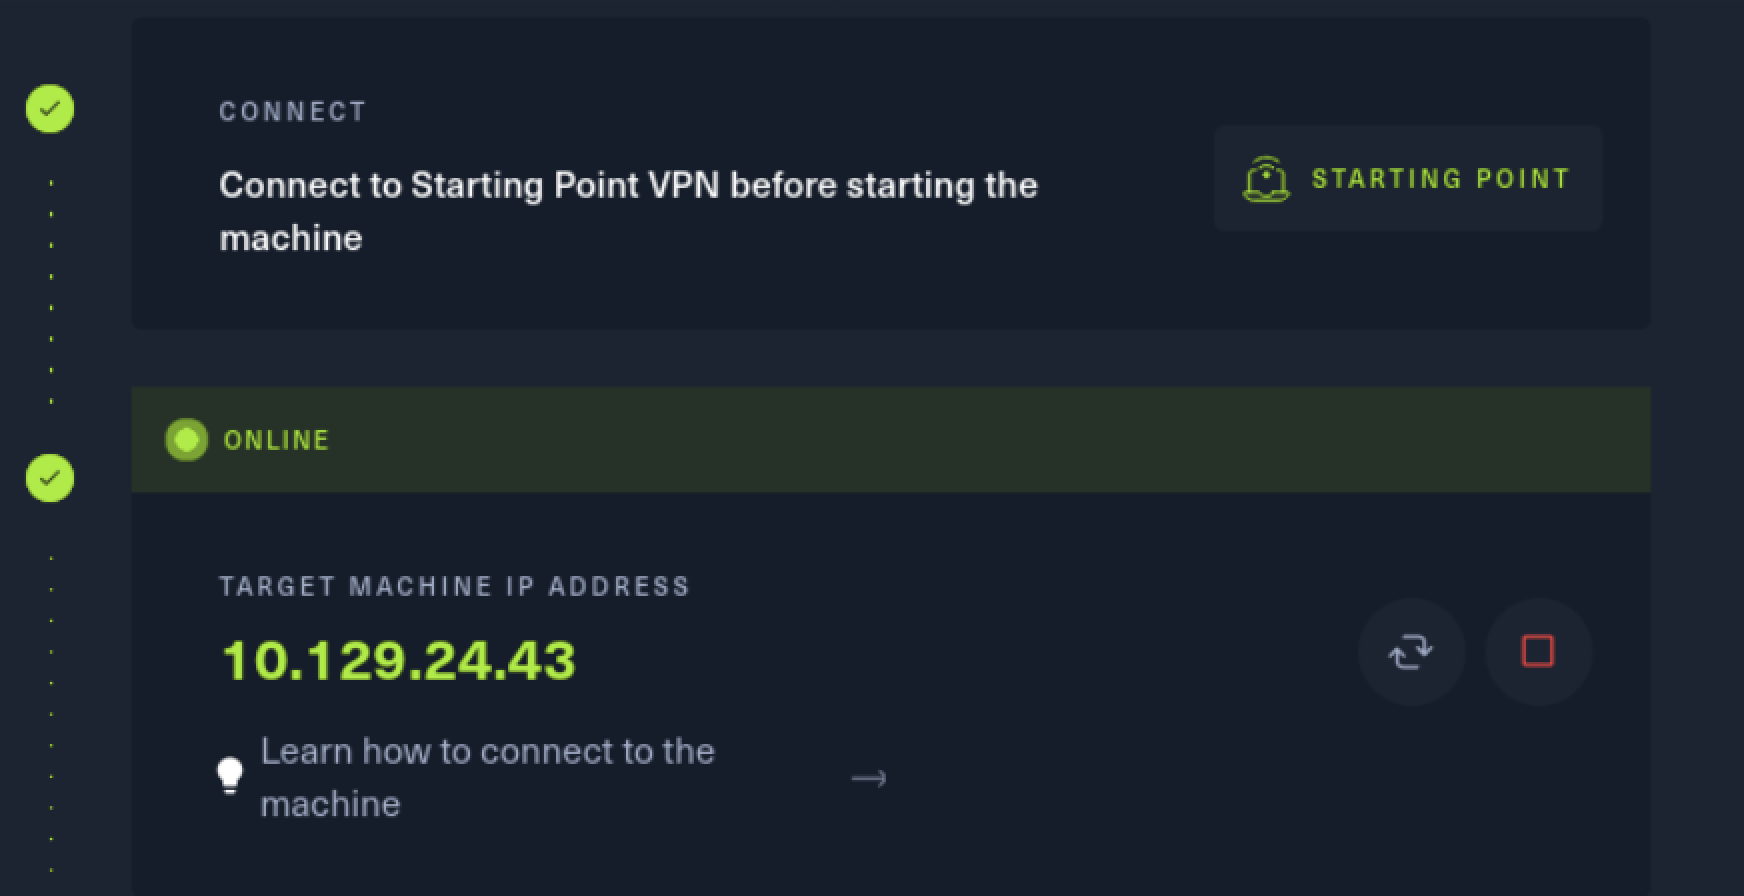 CONNECT
Connect to Starting Point VPN before starting the
machine
STARTING POINT
ONLINE
TARGET MACHINE IP ADDRESS
10.129.24.43
Learn how to connect to the
machine